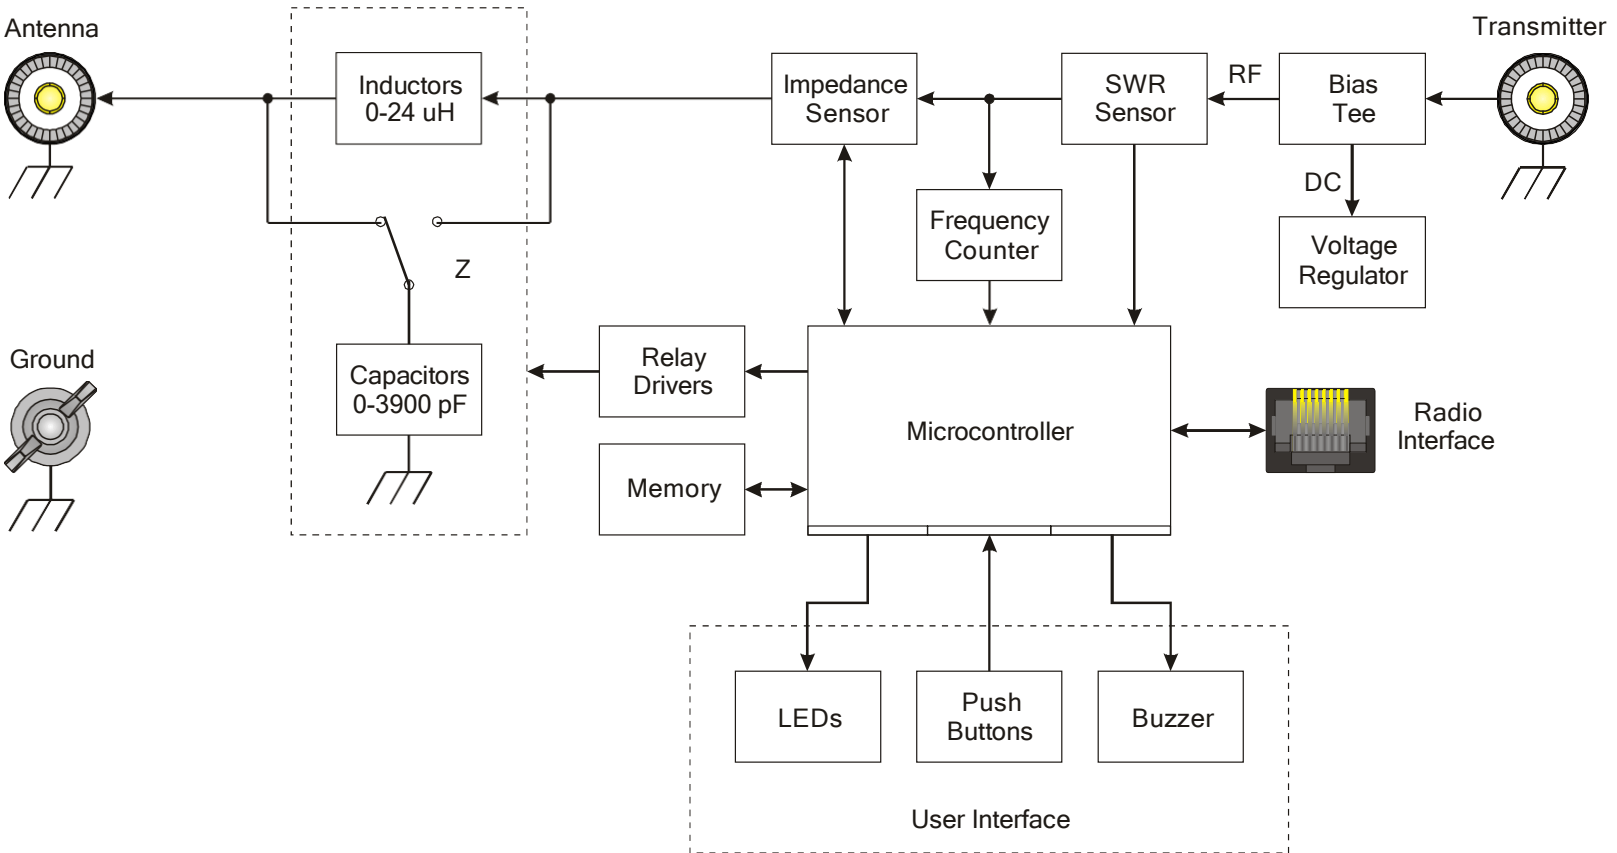 Antenna
Transmitter
Inductors
0-24 uH
Impedance
Sensor
SWR
Sensor
RF
Bias
Tee
DC
Frequency
Counter
Voltage
Regulator
Z
Ground
Capacitors
0-3900 pF
Relay
Drivers
Microcontroller
Radio
Interface
Memory
LEDs
Push
Buttons
Buzzer
User Interface